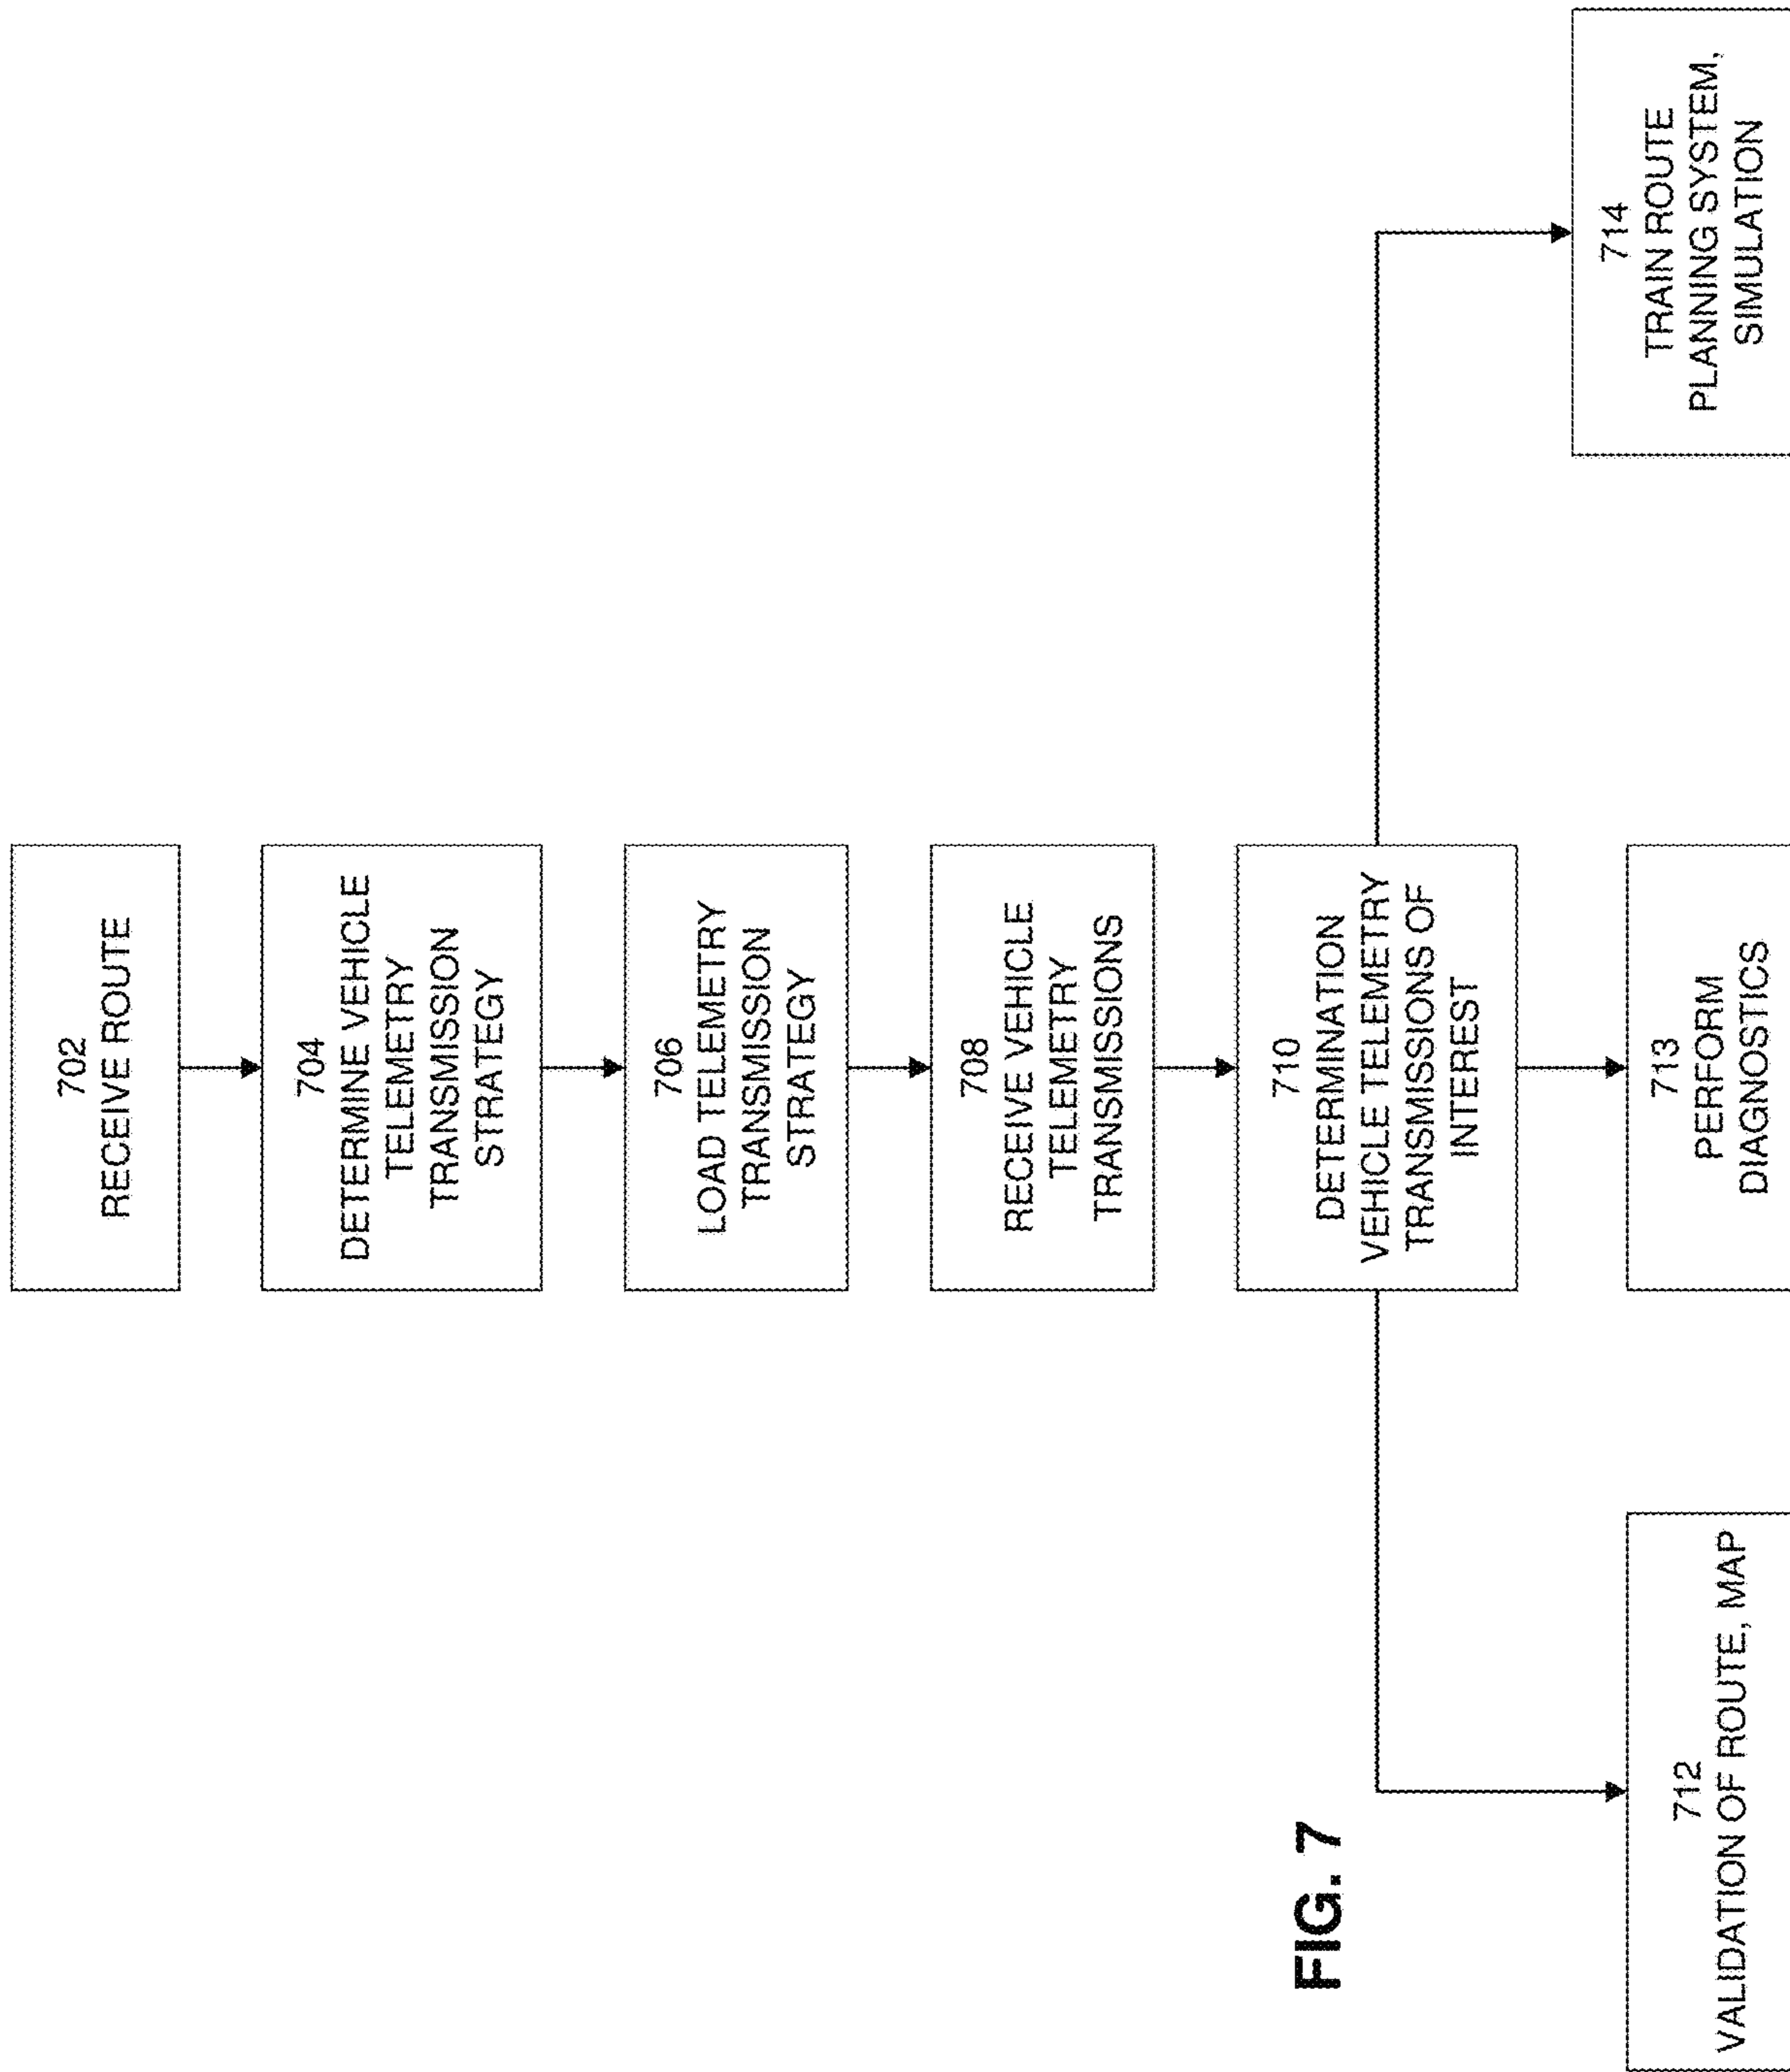 702
RECEIVE ROUTE
704
DETERMINE VEHICLE
TELEMETRY
TRANSMISSION
STRATEGY
706
LOAD TELEMETRY
TRANSMISSION
STRATEGY
708
RECEIVE VEHICLE
TELEMETRY
TRANSMISSIONS
710
DETERMINATION
VEHICLE TELEMETRY
TRANSMISSIONS OF
INTEREST
712
VALIDATION OF ROUTE, MAP
713
PERFORM
DIAGNOSTICS
714
TRAIN ROUTE
PLANNING SYSTEM,
SIMULATION
FIG. 7